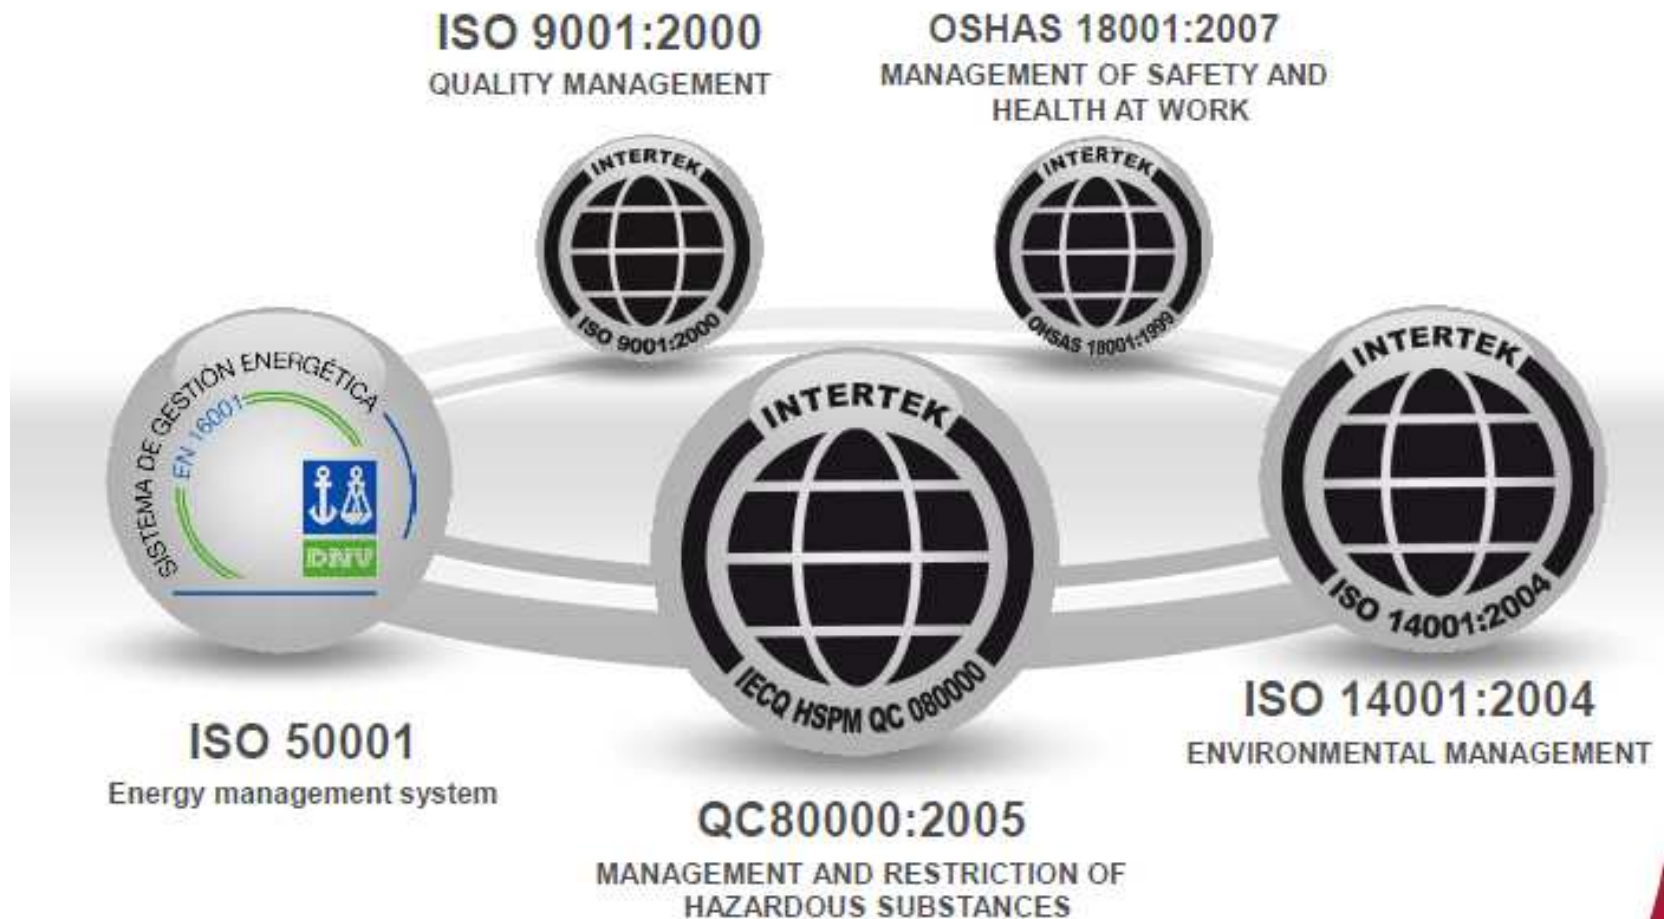 ISO 9001:2000
QUALITY MANAGEMENT
OSHAS 18001:2007
MANAGEMENT OF SAFETY AND
HEALTH AT WORK
INTERTEK
ISO 9001:2000
INTERTEK
OHSAS 18001:1999
SISTEMA DE GESTIÓN ENERGÉTICA
EN 16001
DNV
INTERTEK
IECQ HSPM QC 080000
INTERTEK
ISO 14001:2004
ISO 50001
Energy management system
QC80000:2005
MANAGEMENT AND RESTRICTION OF
HAZARDOUS SUBSTANCES
ISO 14001:2004
ENVIRONMENTAL MANAGEMENT